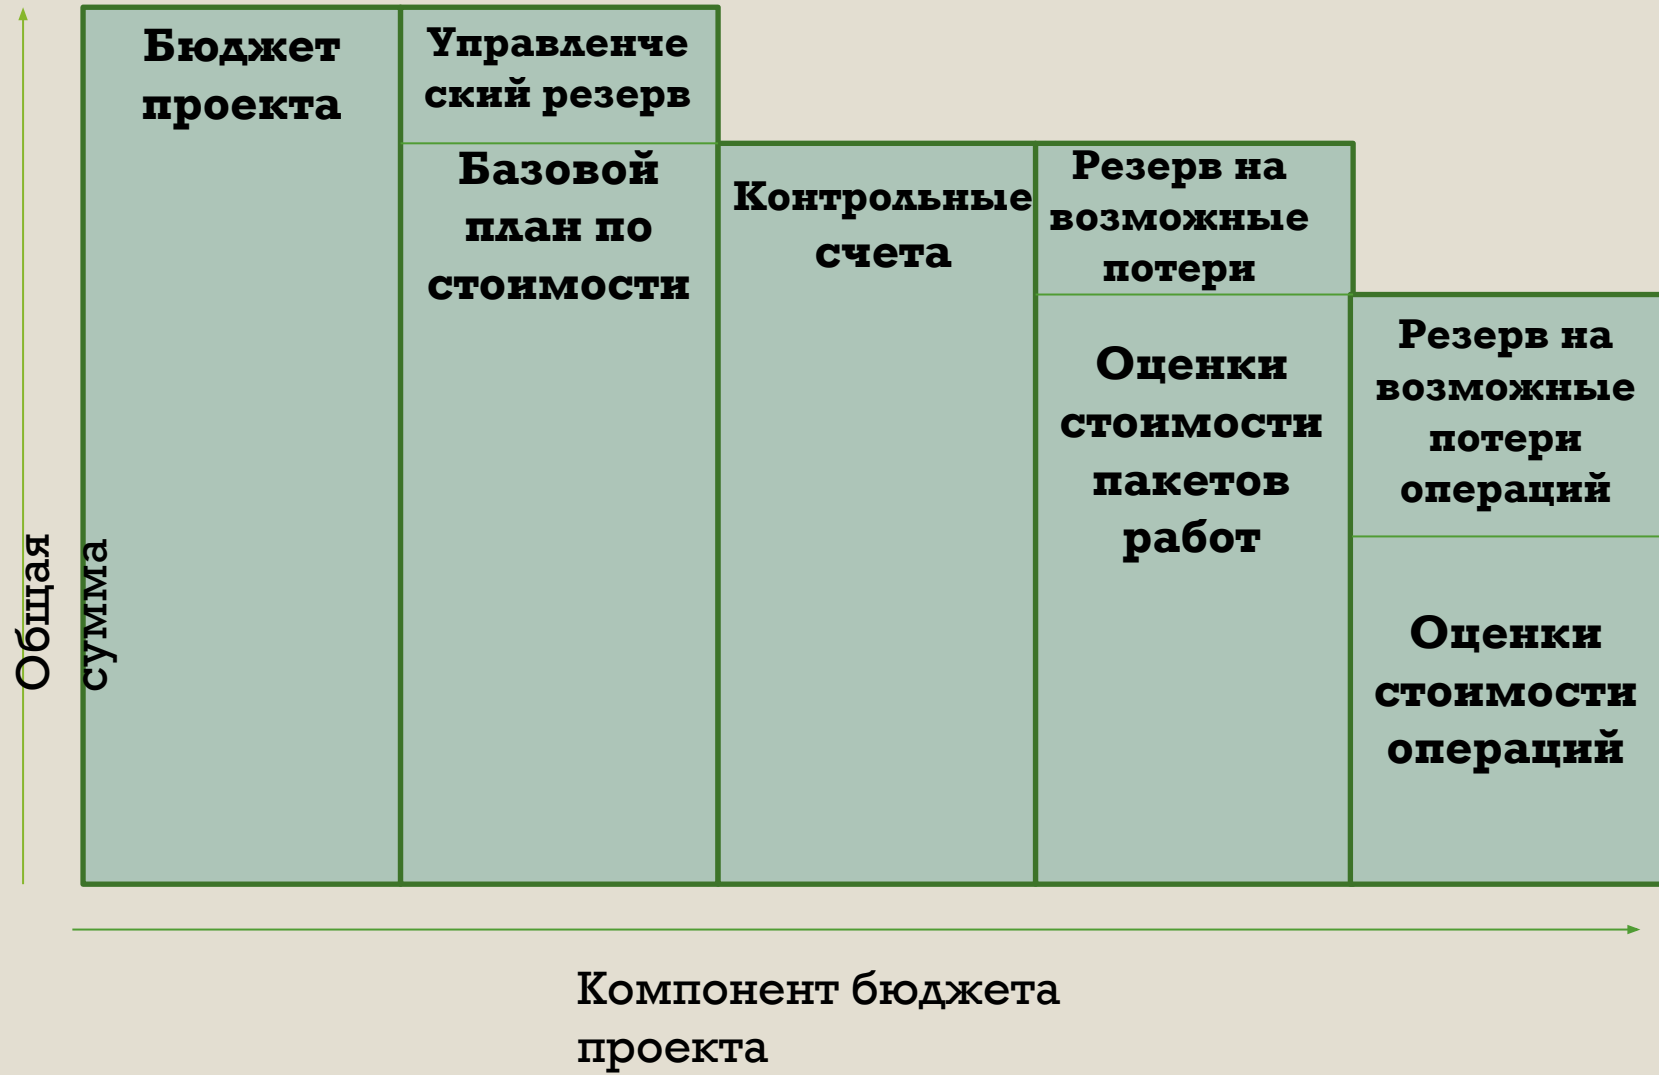 Бюджет
проекта
Управленче
ский резерв
Базовой
план по
стоимости
Контрольные
счета
Резерв на
возможные
потери
Оценки
стоимости
пакетов
работ
Резерв на
возможные
потери
операций
Оценки
стоимости
операций
Общая
сумма
Компонент бюджета
проекта